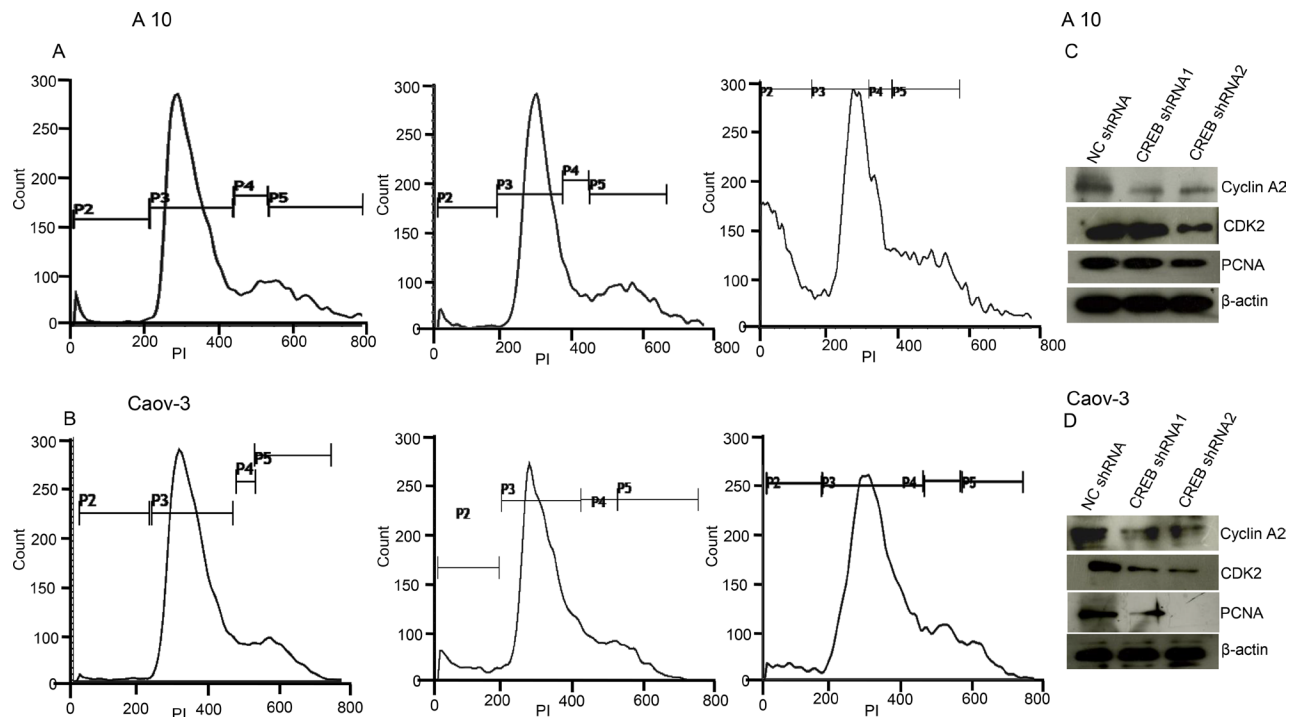 A 10
A
300
250
200
150
100
0
Count
P2
P3
P4
P5
0
200
400
600
800
PI
300
250
200
150
100
0
Count
P2
P3
P4
P5
0
200
400
600
800
PI
300
250
200
150
100
0
Count
P2
P3
P4
P5
0
200
400
600
800
PI
A 10
C
NC shRNA
CREB shRNA1
CREB shRNA2
Cyclin A2
CDK2
PCNA
β-actin
Caov-3
B
300
250
200
150
100
0
Count
P2
P3
P4
P5
0
200
400
600
800
PI
300
250
200
150
100
0
Count
P2
P3
P4
P5
0
200
400
600
800
PI
300
250
200
150
100
0
Count
P2
P3
P4
P5
0
200
400
600
800
PI
Caov-3
D
NC shRNA
CREB shRNA1
CREB shRNA2
Cyclin A2
CDK2
PCNA
β-actin